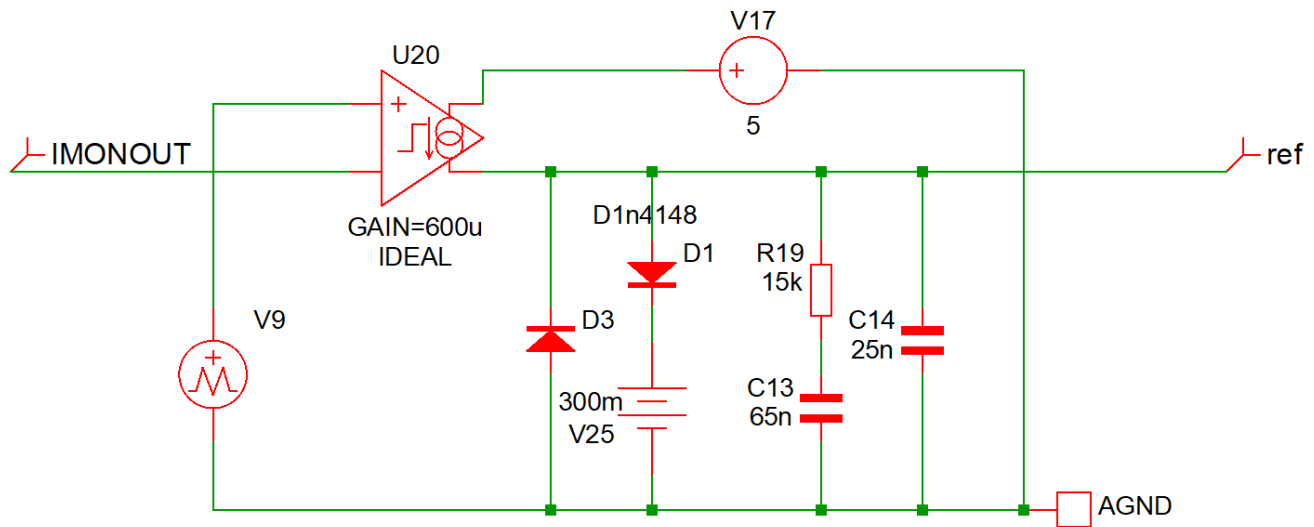 V17
U20
+
5
+
IMONOUT
ref
GAIN=600u
IDEAL
D1n4148
D1
R19
15k
V9
D3
C14
25n
+
300m
V25
C13
65n
AGND